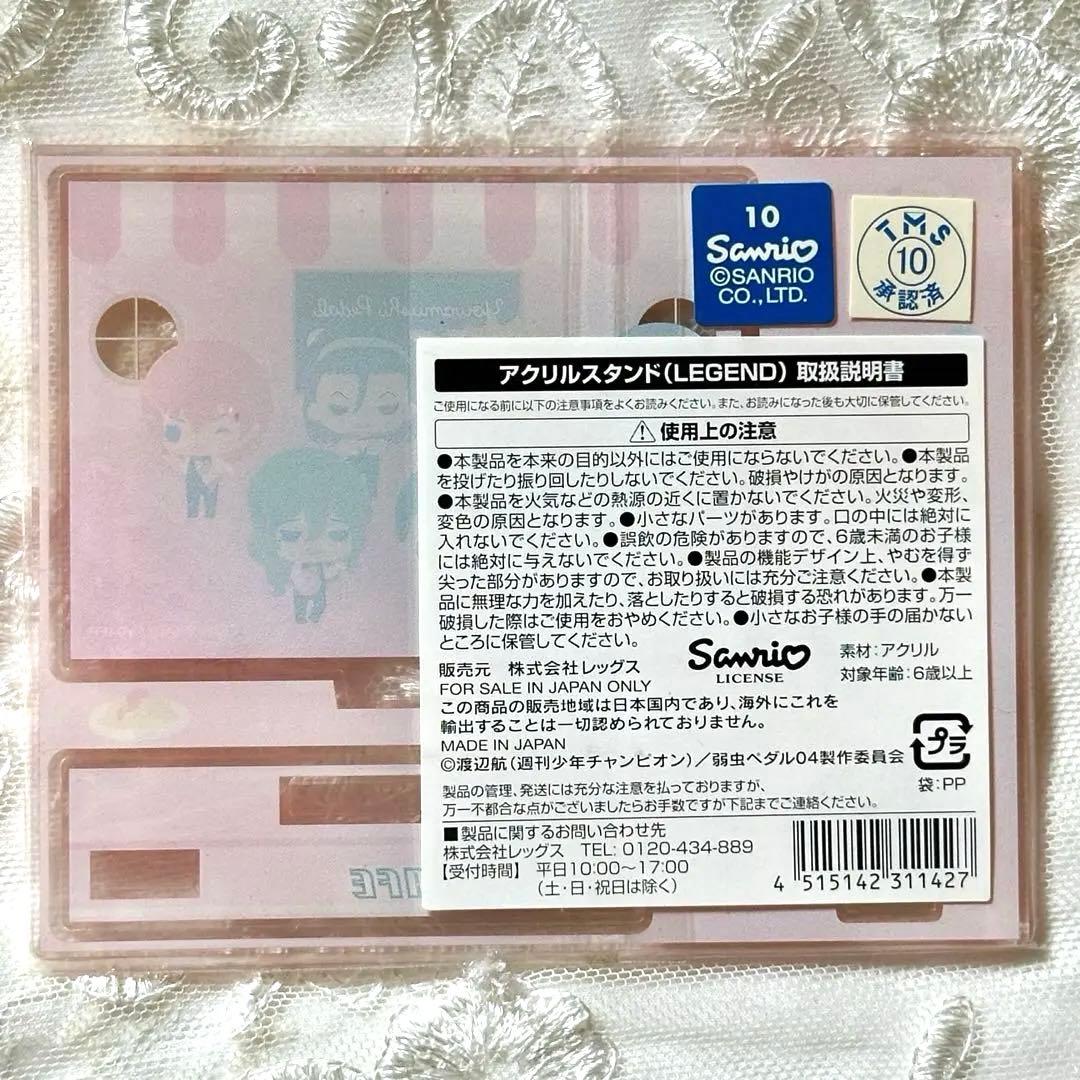 10
Sanrio
©SANRIO
CO.,LTD.
TMS
10
承認済
Yowamushi Pedal
アクリルスタンド(LEGEND) 取扱説明書
ご使用になる前に以下の注意事項をよくお読みください。また、お読みになった後も大切に保管してください。
使用上の注意
●本製品を本来の目的以外にはご使用にならないでください。●本製品
を投げたり振り回したりしないでください。破損やけがの原因となります。
●本製品を火気などの熱源の近くに置かないでください。火災や変形、
変色の原因となります。●小さなパーツがあります。口の中には絶対に
入れないでください。●誤飲の危険がありますので、6歳未満のお子様
には絶対に与えないでください。●製品の機能デザイン上、やむを得ず
尖った部分がありますので、お取り扱いには充分ご注意ください。●本製
品に無理な力を加えたり、落としたりすると破損する恐れがあります。万一
破損した際はご使用をおやめください。●小さなお子様の手の届かない
ところに保管してください。
販売元 株式会社レッグス
FOR SALE IN JAPAN ONLY
Sanrio
LICENSE
素材:アクリル
対象年齢:6歳以上
この商品の販売地域は日本国内であり、海外にこれを
輸出することは一切認められておりません。
MADE IN JAPAN
©渡辺航(週刊少年チャンピオン)/弱虫ペダル04製作委員会
プラ
袋:PP
製品の管理、発送には充分な注意を払っておりますが、
万一不都合な点がございましたらお手数ですが下記までご連絡ください。
■製品に関するお問い合わせ先
株式会社レッグス TEL: 0120-434-889
【受付時間】 平日10:00～17:00
(土・日・祝日は除く)
4 515142 311427